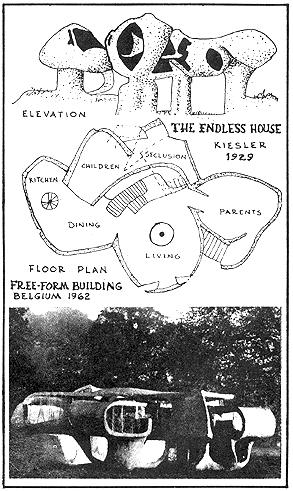 ELEVATION
THE ENDLESS HOUSE
KIESLER
1929
CHILDREN
SECLUSION
KITCHEN
PARENTS
DINING
LIVING
FLOOR PLAN
FREE-FORM BUILDING
BELGIUM 1962